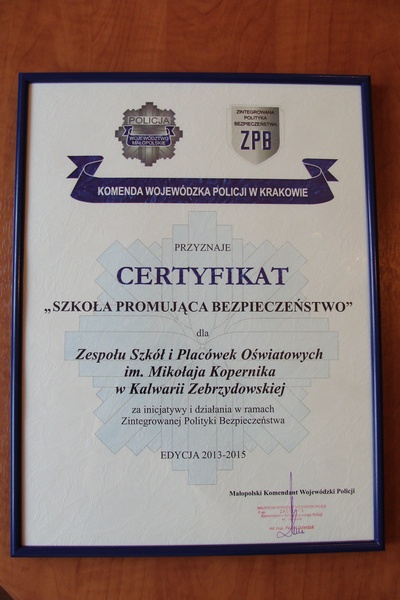 POLICJA
WOJEWÓDZTWO
MAŁOPOLSKIE
ZINTEGROWANA
POLITYKA
BEZPIECZEŃSTWA
ZPB
KOMENDA WOJEWÓDZKA POLICJI W KRAKOWIE
PRZYZNAJE
CERTYFIKAT
„SZKOŁA PROMUJĄCA BEZPIECZEŃSTWO”
dla
Zespołu Szkół i Placówek Oświatowych
im. Mikołaja Kopernika
w Kalwarii Zebrzydowskiej
za inicjatywy i działania w ramach
Zintegrowanej Polityki Bezpieczeństwa
EDYCJA 2013-2015
Małopolski Komendant Wojewódzki Policji